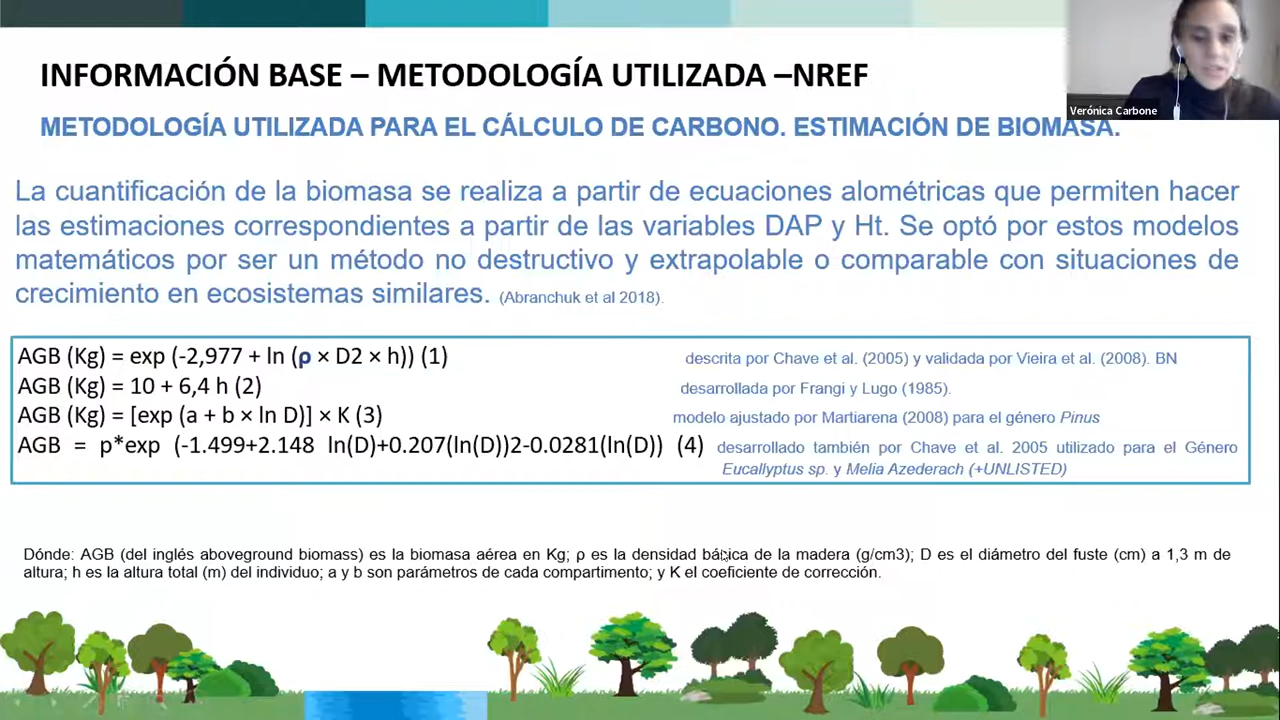 INFORMACIÓN BASE – METODOLOGÍA UTILIZADA –NREF
Verónica Carbone
METODOLOGÍA UTILIZADA PARA EL CÁLCULO DE CARBONO. ESTIMACIÓN DE BIOMASA.
La cuantificación de la biomasa se realiza a partir de ecuaciones alométricas que permiten hacer
las estimaciones correspondientes a partir de las variables DAP y Ht. Se optó por estos modelos
matemáticos por ser un método no destructivo y extrapolable o comparable con situaciones de
crecimiento en ecosistemas similares. (Abranchuk et al 2018).
AGB (Kg) = exp (-2,977 + ln (ρ × D2 × h)) (1) descrita por Chave et al. (2005) y validada por Vieira et al. (2008). BN
AGB (Kg) = 10 + 6,4 h (2) desarrollada por Frangi y Lugo (1985).
AGB (Kg) = [exp (a + b × ln D)] × K (3) modelo ajustado por Martiarena (2008) para el género Pinus
AGB = p*exp (-1.499+2.148 ln(D)+0.207(ln(D))2-0.0281(ln(D)) (4) desarrollado también por Chave et al. 2005 utilizado para el Género
Eucallyptus sp. y Melia Azederach (+UNLISTED)
Dónde: AGB (del inglés aboveground biomass) es la biomasa aérea en Kg; ρ es la densidad básica de la madera (g/cm3); D es el diámetro del fuste (cm) a 1,3 m de
altura; h es la altura total (m) del individuo; a y b son parámetros de cada compartimento; y K el coeficiente de corrección.